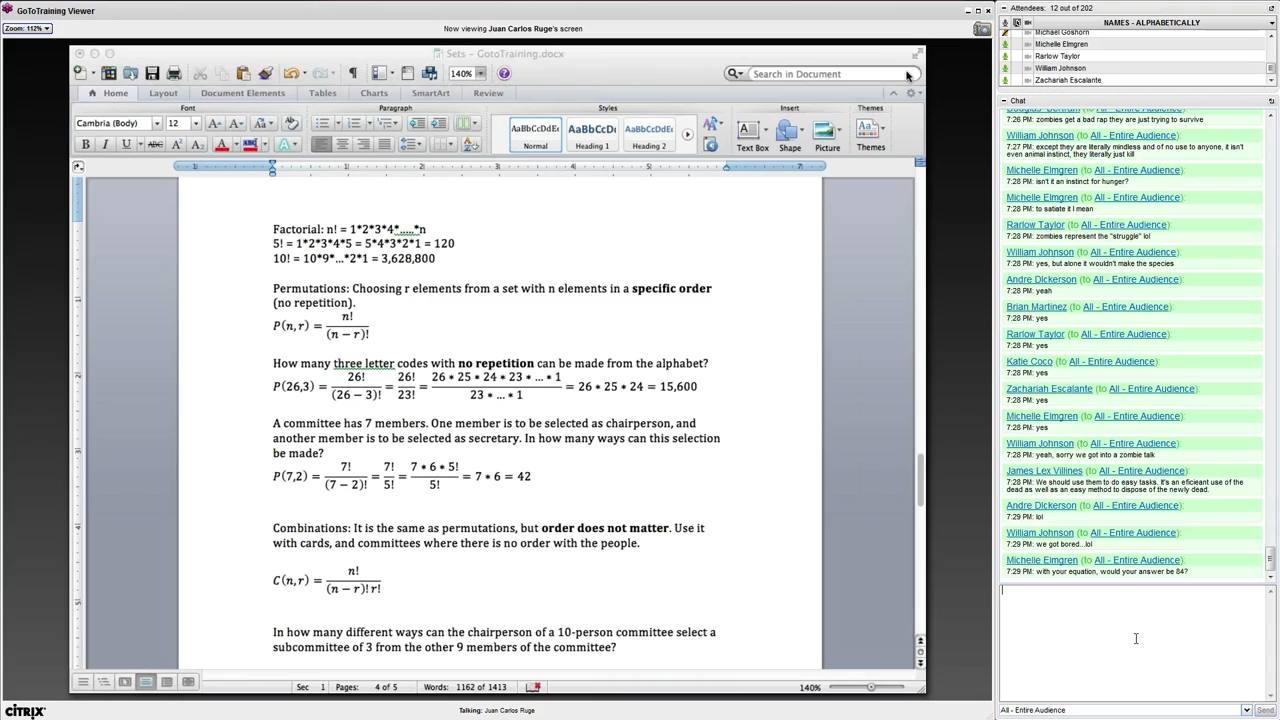 GoToTraining Viewer
Zoom: 112%
Now viewing Juan Carlos Ruge's screen
Sets - GotoTraining.docx
140%
Search in Document
Home Layout Document Elements Tables Charts SmartArt Review
Font Paragraph Styles Insert Themes
Cambria (Body) 12
AaBbCcDdEe Normal
AaBbCcDc Heading 1
AaBbCcDdEe Heading 2
Text Box Shape Picture Themes
Factorial: n! = 1*2*3*4*.....*n
5! = 1*2*3*4*5 = 5*4*3*2*1 = 120
10! = 10*9*...*2*1 = 3,628,800
Permutations: Choosing r elements from a set with n elements in a specific order
(no repetition).
P(n,r) = n! / (n − r)!
How many three letter codes with no repetition can be made from the alphabet?
P(26,3) = 26! / (26 − 3)! = 26! / 23! = 26 * 25 * 24 * 23 * ... * 1 / 23 * ... * 1 = 26 * 25 * 24 = 15,600
A committee has 7 members. One member is to be selected as chairperson, and
another member is to be selected as secretary. In how many ways can this selection
be made?
P(7,2) = 7! / (7 − 2)! = 7! / 5! = 7 * 6 * 5! / 5! = 7 * 6 = 42
Combinations: It is the same as permutations, but order does not matter. Use it
with cards, and committees where there is no order with the people.
C(n,r) = n! / (n − r)! r!
In how many different ways can the chairperson of a 10-person committee select a
subcommittee of 3 from the other 9 members of the committee?
Sec 1 Pages: 4 of 5 Words: 1162 of 1413 140%
CITRIX
Talking: Juan Carlos Ruge
Attendees: 12 out of 202
NAMES - ALPHABETICALLY
Michael Goshorn
Michelle Elmgren
Rarlow Taylor
William Johnson
Zachariah Escalante
Chat
7:26 PM: zombies get a bad rap they are just trying to survive
William Johnson (to All - Entire Audience):
7:27 PM: except they are literally mindless and of no use to anyone, it isn't
even animal instinct, they literally just kill
Michelle Elmgren (to All - Entire Audience):
7:28 PM: isn't it an instinct for hunger?
Michelle Elmgren (to All - Entire Audience):
7:28 PM: to satiate it I mean
Rarlow Taylor (to All - Entire Audience):
7:28 PM: zombies represent the "struggle" lol
William Johnson (to All - Entire Audience):
7:28 PM: yes, but alone it wouldn't make the species
Andre Dickerson (to All - Entire Audience):
7:28 PM: yeah
Brian Martinez (to All - Entire Audience):
7:28 PM: yes
Rarlow Taylor (to All - Entire Audience):
7:28 PM: yes
Katie Coco (to All - Entire Audience):
7:28 PM: yes
Zachariah Escalante (to All - Entire Audience):
7:28 PM: yes
Michelle Elmgren (to All - Entire Audience):
7:28 PM: yes
William Johnson (to All - Entire Audience):
7:28 PM: yeah, sorry we got into a zombie talk
James Lex Villines (to All - Entire Audience):
7:28 PM: We should use them to do easy tasks. It's an eficieant use of the
dead as well as an easy method to dispose of the newly dead.
Andre Dickerson (to All - Entire Audience):
7:29 PM: lol
William Johnson (to All - Entire Audience):
7:29 PM: we got bored...lol
Michelle Elmgren (to All - Entire Audience):
7:29 PM: with your equation, would your answer be 84?
All - Entire Audience
Send